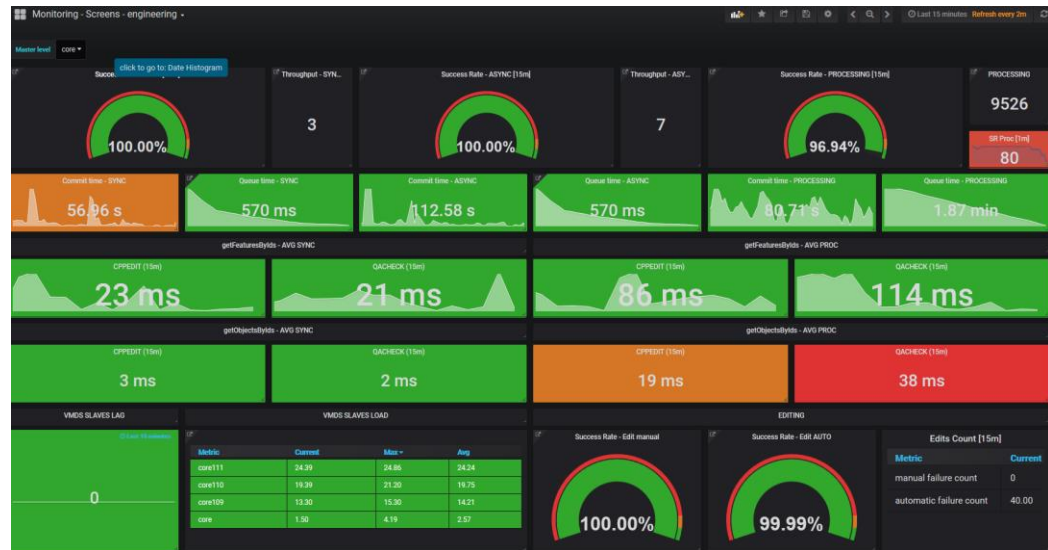 Monitoring - Screens - engineering
Last 15 minutes Refresh every 2m
Master level core
click to go to: Date Histogram
Succe
Throughput - SYN...
3
Success Rate - ASYNC [15m]
Throughput - ASY...
7
Success Rate - PROCESSING [15m]
PROCESSING
9526
100.00%
100.00%
96.94%
SR Proc [1m]
80
Commit time - SYNC
56.96 s
Queue time - SYNC
570 ms
Commit time - ASYNC
112.58 s
Queue time - ASYNC
570 ms
Commit time - PROCESSING
80.71 s
Queue time - PROCESSING
1.87 min
getFeaturesByIds - AVG SYNC
getFeaturesByIds - AVG PROC
CPPEDIT (15m)
23 ms
QACHECK (15m)
21 ms
CPPEDIT (15m)
86 ms
QACHECK (15m)
114 ms
getObjectsByIds - AVG SYNC
getObjectsByIds - AVG PROC
CPPEDIT (15m)
3 ms
QACHECK (15m)
2 ms
CPPEDIT (15m)
19 ms
QACHECK (15m)
38 ms
VMDS SLAVES LAG
VMDS SLAVES LOAD
EDITING
Last 10 minutes
0
Metric Current Max Avg
core111 24.39 24.86 24.24
core110 19.39 21.20 19.75
core109 13.30 15.30 14.21
core 1.50 4.19 2.57
Success Rate - Edit manual
100.00%
Success Rate - Edit AUTO
99.99%
Edits Count [15m]
Metric Current
manual failure count 0
automatic failure count 40.00